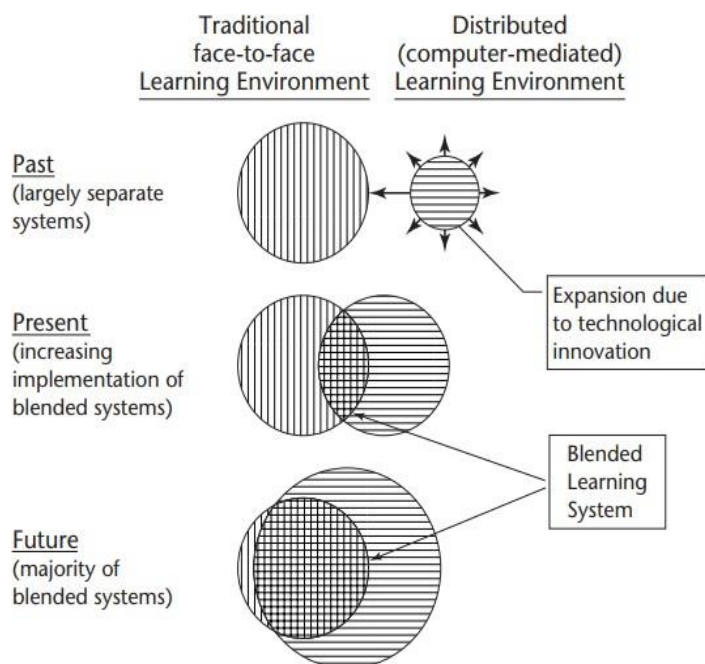 Traditional
face-to-face
Learning Environment
Distributed
(computer-mediated)
Learning Environment
Past
(largely separate
systems)
Expansion due
to technological
innovation
Present
(increasing
implementation of
blended systems)
Blended
Learning
System
Future
(majority of
blended systems)